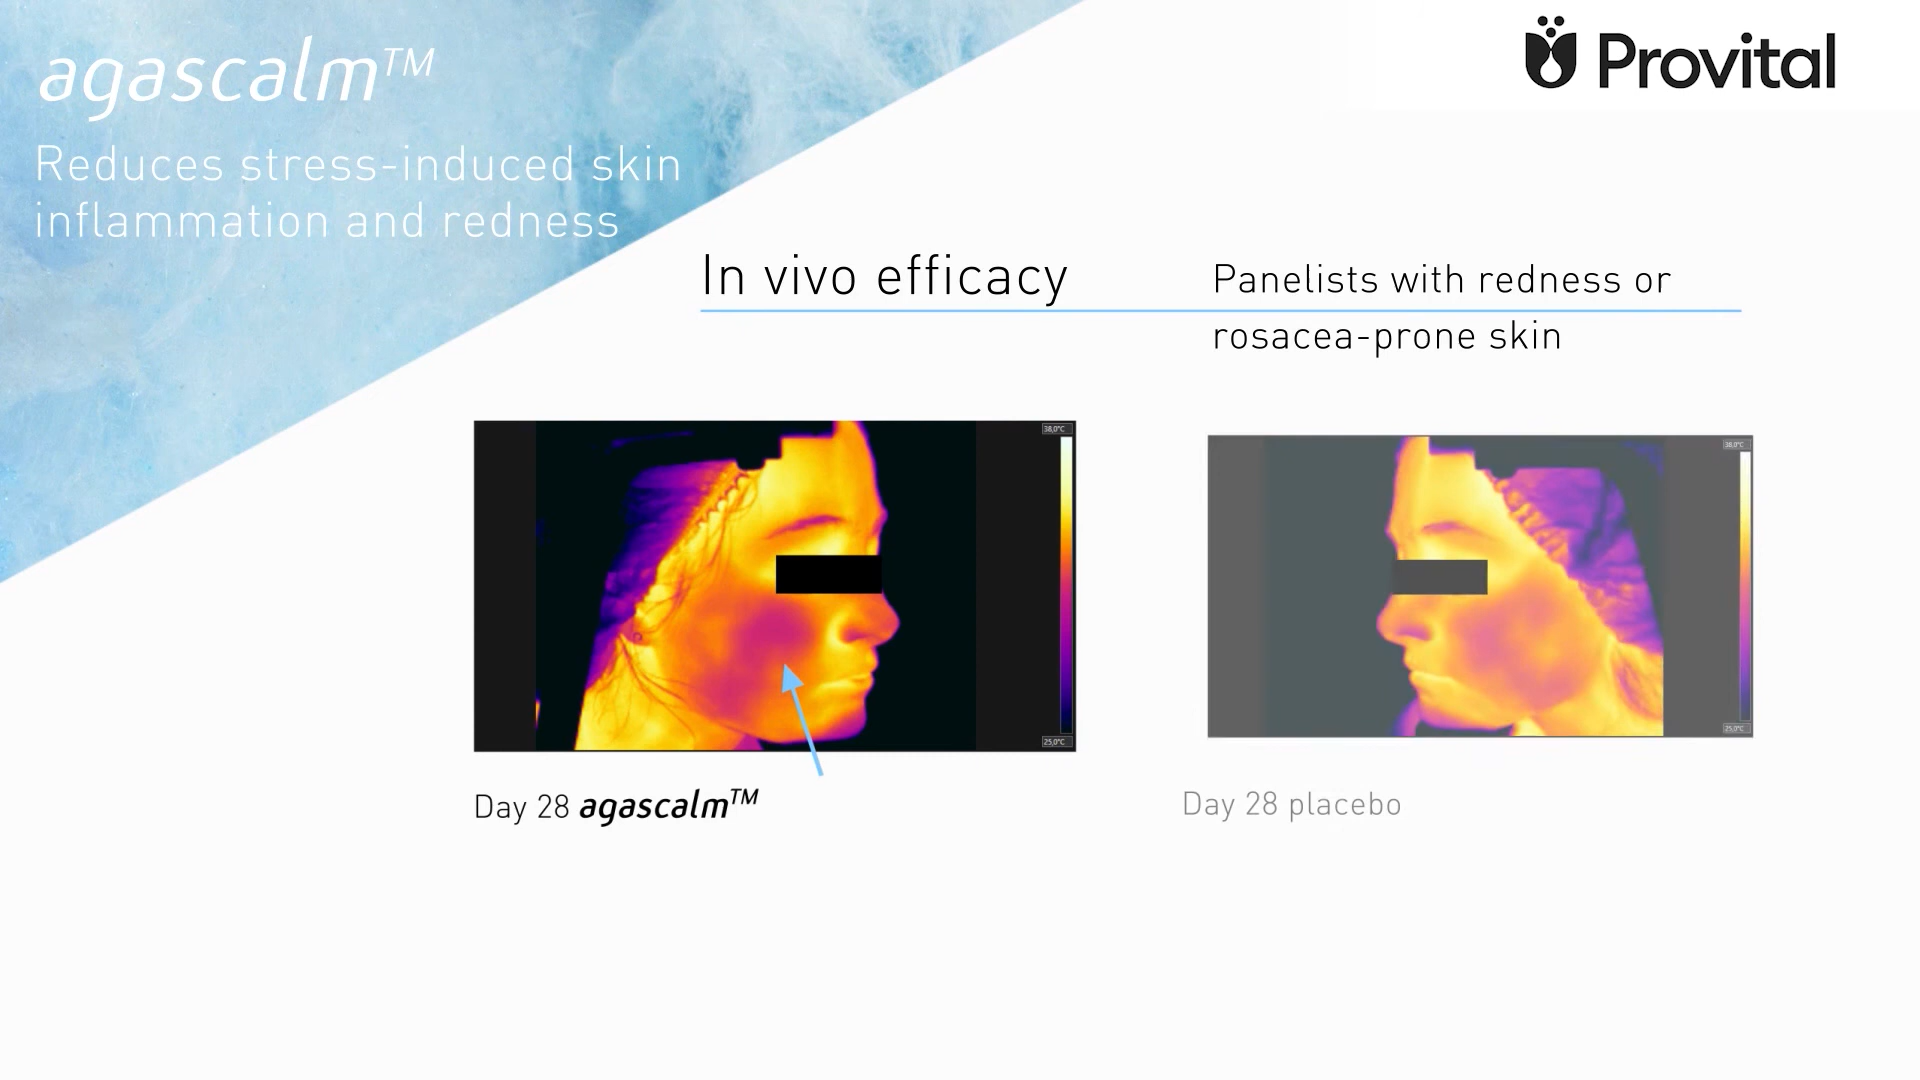 agascalm™
Reduces stress-induced skin
inflammation and redness
Provital
In vivo efficacy
Panelists with redness or
rosacea-prone skin
38,0°C
25,0°C
38,0°C
25,0°C
Day 28 agascalm™
Day 28 placebo